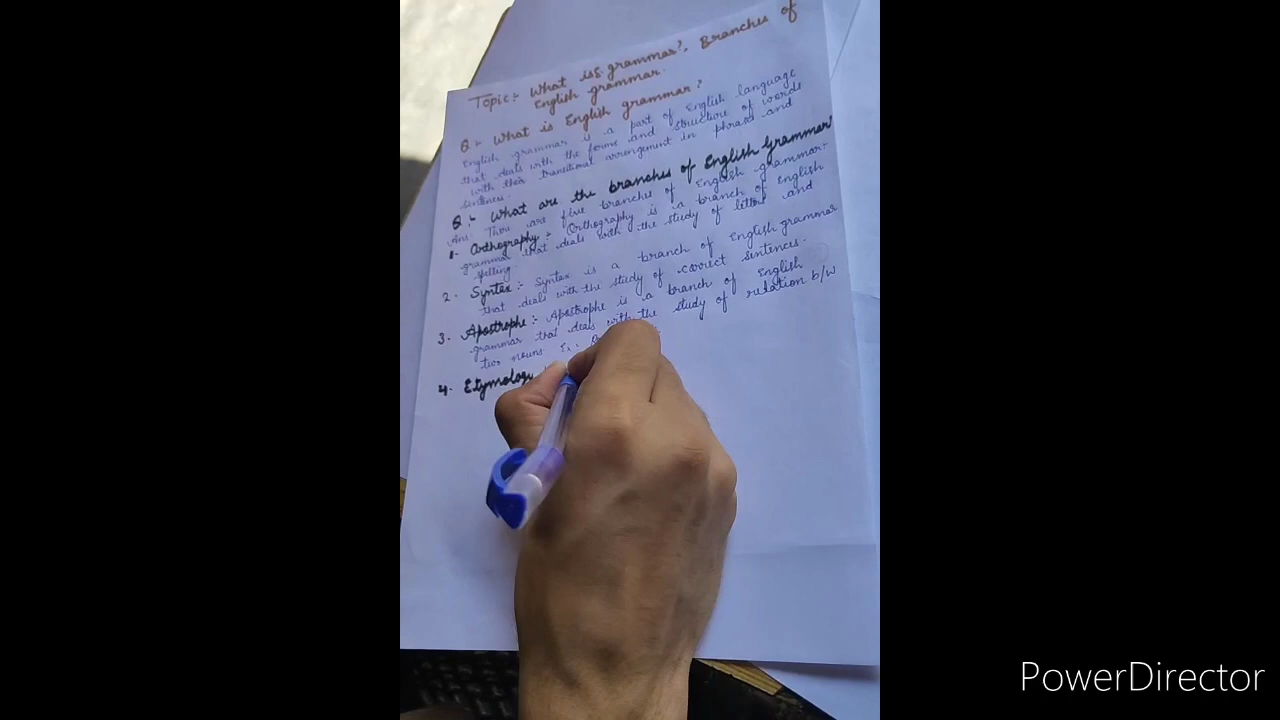 Topic:- What is E. grammar?, Branches of
English grammar.
Q:- What is English grammar?
English grammar is a part of English language
that deals with the forms and structure of words
with their transitional arrangement in phrases and
sentences.
Q:- What are the branches of English Grammar?
Ans. There are five branches of English grammar:-
1- Orthography:- Orthography is a branch of English
grammar that deals with the study of letters and
spelling.
2- Syntax:- Syntax is a branch of English grammar
that deals with the study of correct sentences.
3- Apostrophe:- Apostrophe is a branch of English
grammar that deals with the study of relation b/w
two nouns Ex:-
4- Etymology
PowerDirector